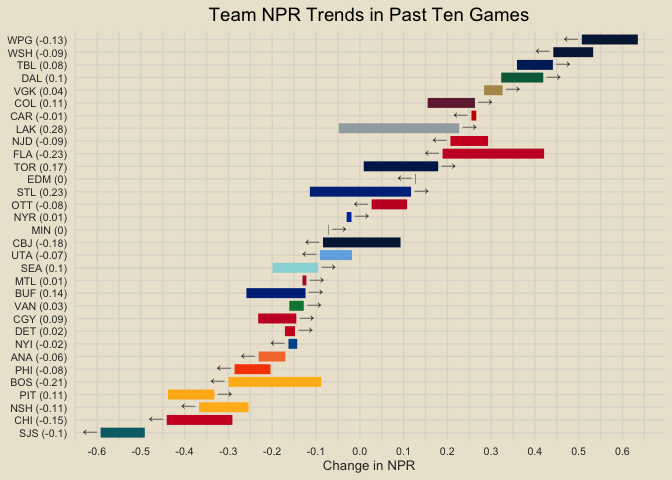 Team NPR Trends in Past Ten Games
WPG (-0.13)
WSH (-0.09)
TBL (0.08)
DAL (0.1)
VGK (0.04)
COL (0.11)
CAR (-0.01)
LAK (0.28)
NJD (-0.09)
FLA (-0.23)
TOR (0.17)
EDM (0)
STL (0.23)
OTT (-0.08)
NYR (0.01)
MIN (0)
CBJ (-0.18)
UTA (-0.07)
SEA (0.1)
MTL (0.01)
BUF (0.14)
VAN (0.03)
CGY (0.09)
DET (0.02)
NYI (-0.02)
ANA (-0.06)
PHI (-0.08)
BOS (-0.21)
PIT (0.11)
NSH (-0.11)
CHI (-0.15)
SJS (-0.1)
-0.6 -0.5 -0.4 -0.3 -0.2 -0.1 0.0 0.1 0.2 0.3 0.4 0.5 0.6
Change in NPR